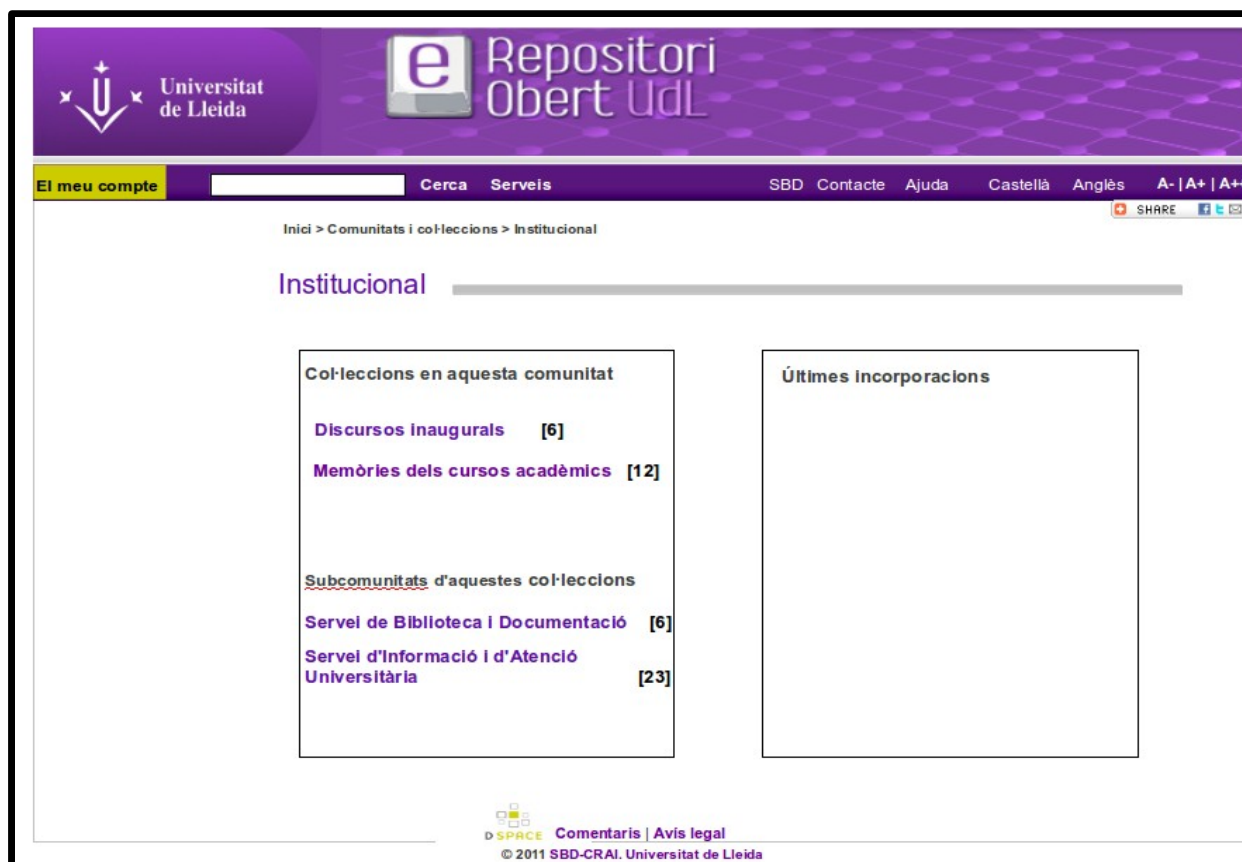 Universitat
de Lleida
e Repositori
Obert UdL
El meu compte Cerca Serveis SBD Contacte Ajuda Castellà Anglès A- | A+ | A++
SHARE
Inici > Comunitats i col·leccions > Institucional
Institucional
Col·leccions en aquesta comunitat
Discursos inaugurals [6]
Memòries dels cursos acadèmics [12]
Subcomunitats d'aquestes col·leccions
Servei de Biblioteca i Documentació [6]
Servei d'Informació i d'Atenció
Universitària [23]
Últimes incorporacions
DSPACE Comentaris | Avís legal
© 2011 SBD-CRAI. Universitat de Lleida